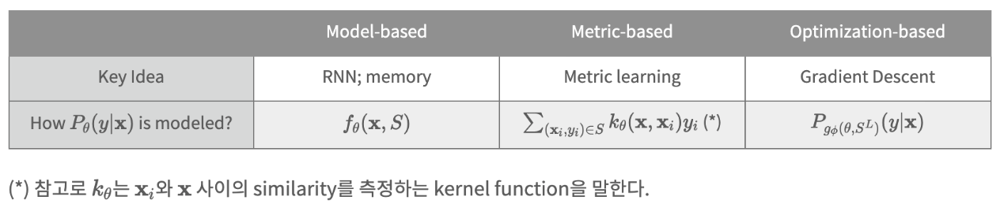 Model-based Metric-based Optimization-based
Key Idea RNN; memory Metric learning Gradient Descent
How $P_\theta(y|\mathbf{x})$ is modeled? $f_\theta(\mathbf{x}, S)$ $\sum_{(\mathbf{x}_i,y_i)\in S} k_\theta(\mathbf{x}, \mathbf{x}_i)y_i$ (*) $P_{g_\phi(\theta,S^L)}(y|\mathbf{x})$
(*) 참고로 $k_\theta$는 $\mathbf{x}_i$와 $\mathbf{x}$ 사이의 similarity를 측정하는 kernel function을 말한다.